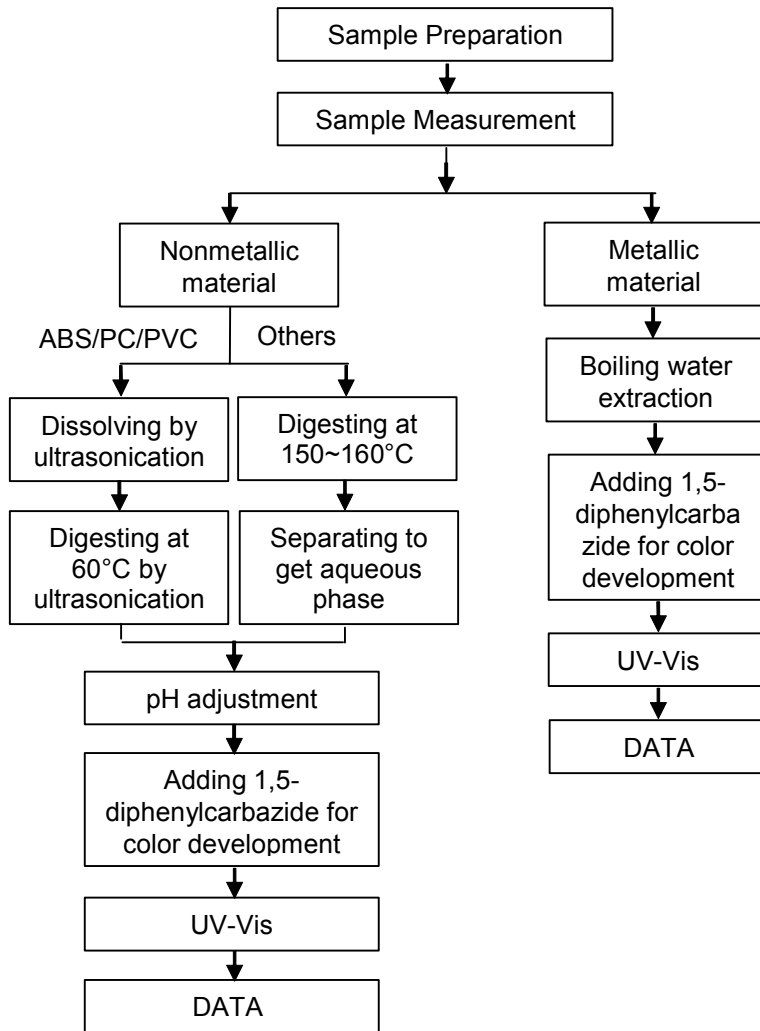 Sample Preparation
Sample Measurement
Nonmetallic
material
ABS/PC/PVC
Others
Dissolving by
ultrasonication
Digesting at
60°C by
ultrasonication
Digesting at
150~160°C
Separating to
get aqueous
phase
pH adjustment
Adding 1,5-
diphenylcarbazide for
color development
UV-Vis
DATA
Metallic
material
Boiling water
extraction
Adding 1,5-
diphenylcarba
zide for color
development
UV-Vis
DATA